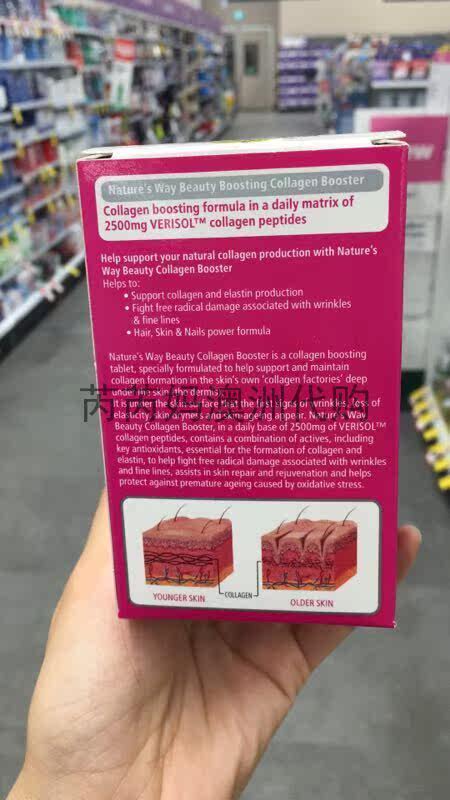 Nature's Way Beauty Boosting Collagen Booster
Collagen boosting formula in a daily matrix of
2500mg VERISOL™ collagen peptides
Help support your natural collagen production with Nature's
Way Beauty Collagen Booster
Helps to:
• Support collagen and elastin production
• Fight free radical damage associated with wrinkles
& fine lines
• Hair, Skin & Nails power formula
Nature's Way Beauty Collagen Booster is a collagen boosting
tablet, specially formulated to help support and maintain
collagen formation in the skin's own 'collagen factories' deep
under the skin (the dermis).
It is under the skin surface that the first signs of wrinkles, loss of
elasticity, skin dryness and non-ageing appear. Nature's Way
Beauty Collagen Booster, in a daily base of 2500mg of VERISOL™
collagen peptides, contains a combination of actives, including
key antioxidants, essential for the formation of collagen and
elastin, to help fight free radical damage associated with wrinkles
and fine lines, assists in skin repair and rejuvenation and helps
protect against premature ageing caused by oxidative stress.
芮芮妈澳洲代购
YOUNGER SKIN
COLLAGEN
OLDER SKIN